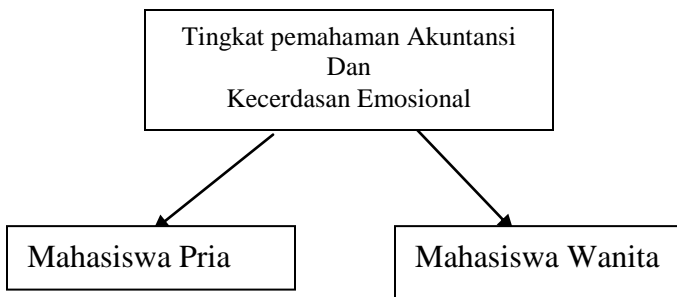 Tingkat pemahaman Akuntansi
Dan
Kecerdasan Emosional
Mahasiswa Pria
Mahasiswa Wanita